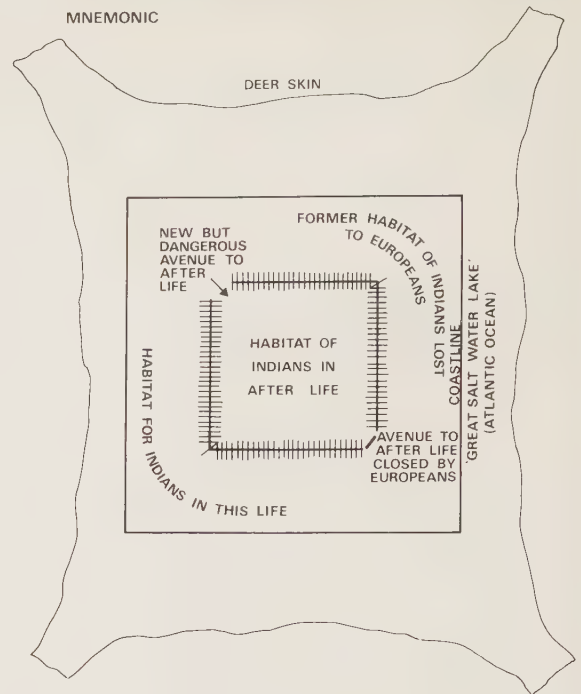 MNEMONIC
DEER SKIN
NEW BUT
DANGEROUS
AVENUE TO
AFTER
LIFE
FORMER HABITAT OF INDIANS LOST
TO EUROPEANS
COASTLINE
'GREAT SALT WATER LAKE'
(ATLANTIC OCEAN)
HABITAT OF
INDIANS IN
AFTER LIFE
HABITAT FOR INDIANS IN THIS LIFE
AVENUE TO
AFTER LIFE
CLOSED BY
EUROPEANS